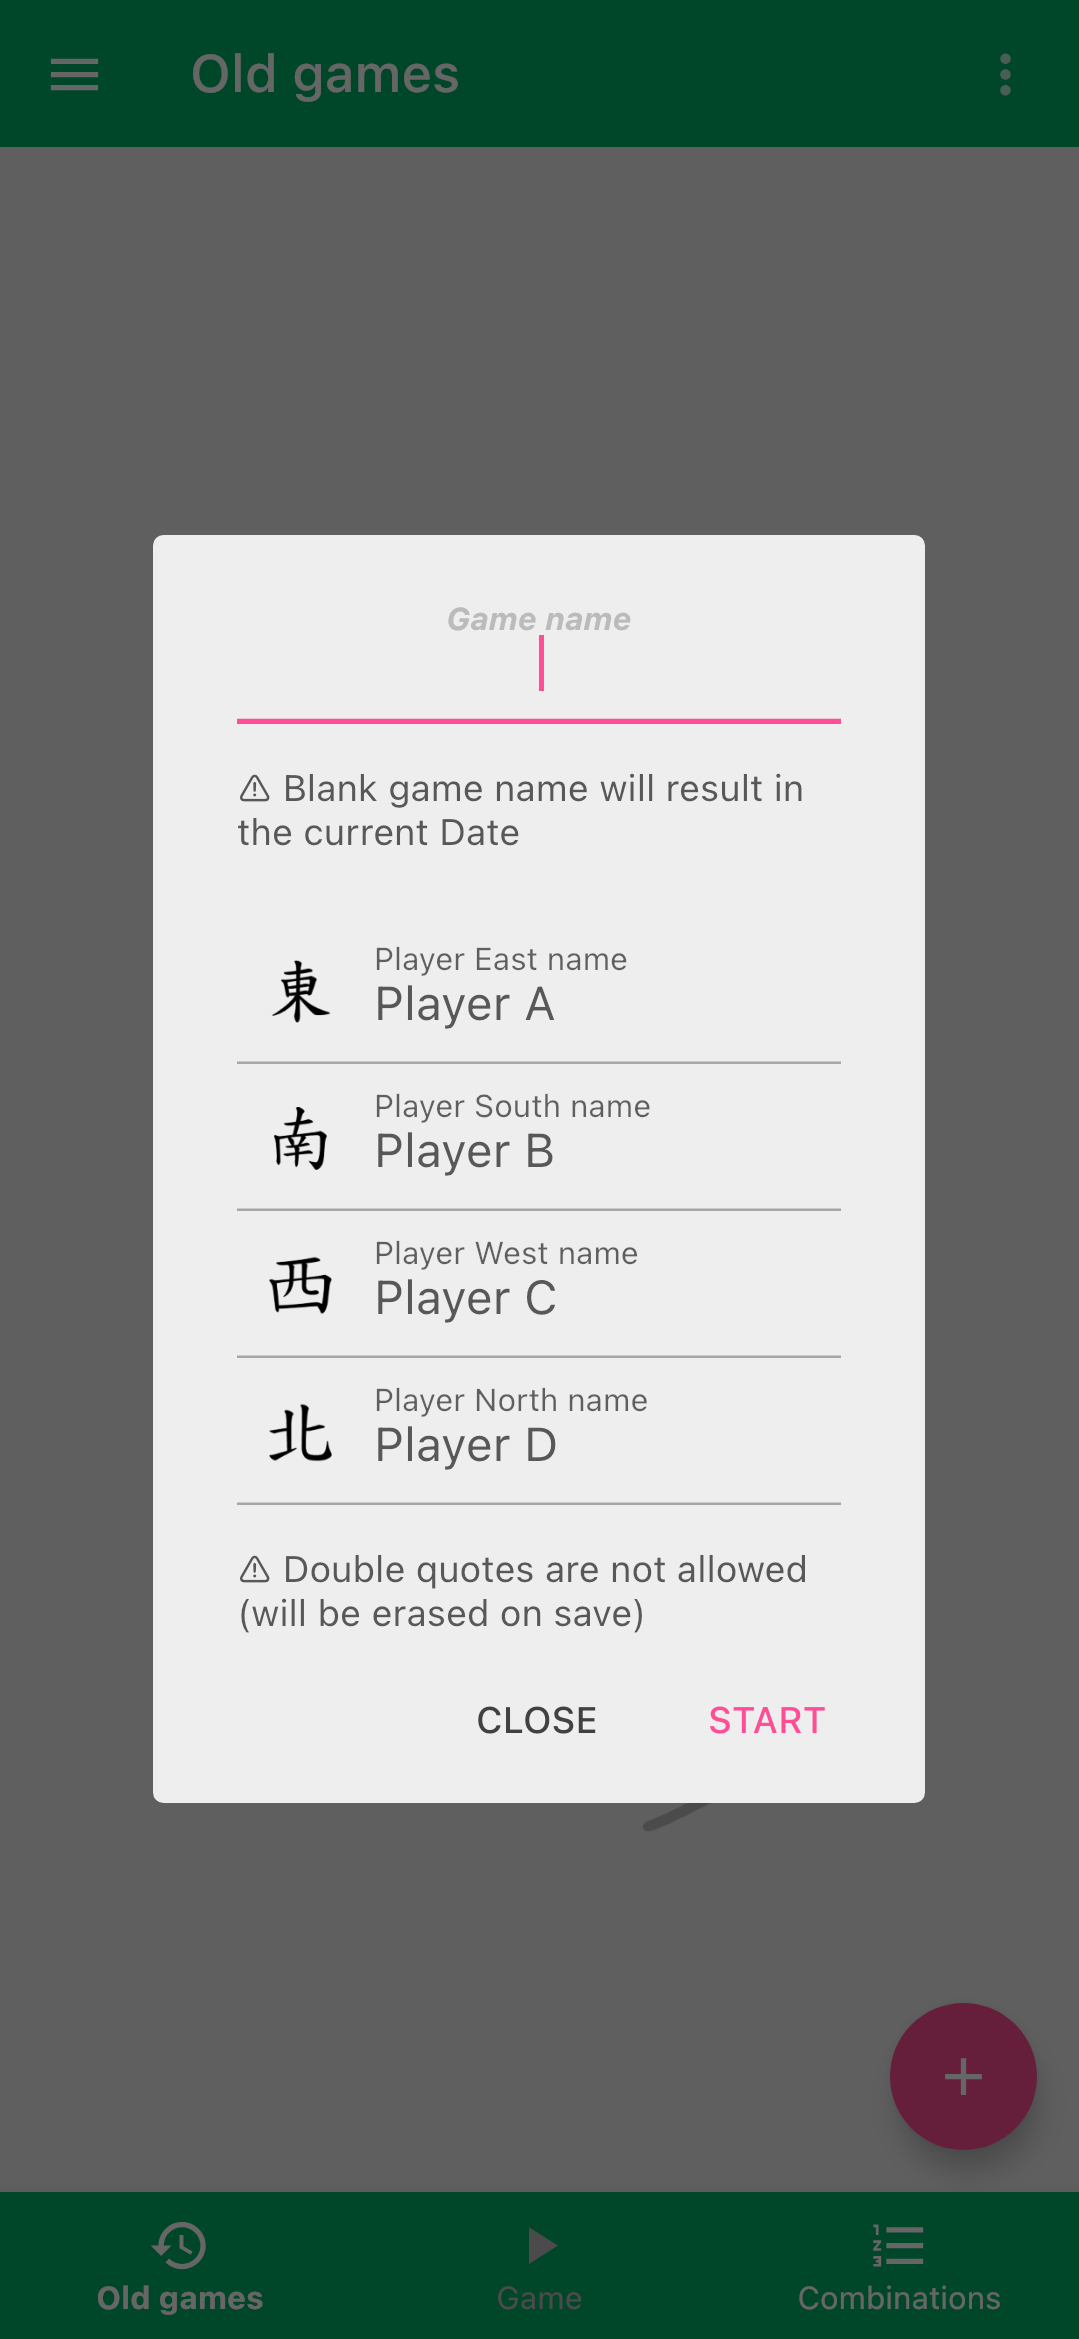 Old games
Game name
⚠ Blank game name will result in
the current Date
Player East name
東 Player A
Player South name
南 Player B
Player West name
西 Player C
Player North name
北 Player D
⚠ Double quotes are not allowed
(will be erased on save)
CLOSE START
Old games Game Combinations